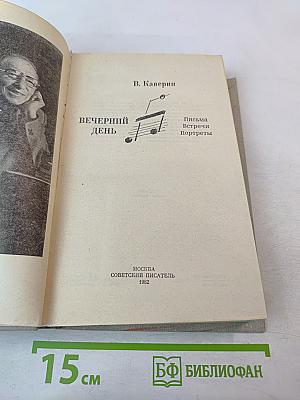 В. Каверин
ВЕЧЕРНИЙ
ДЕНЬ
Письма
Встречи
Портреты
МОСКВА
СОВЕТСКИЙ ПИСАТЕЛЬ
1982
15 см
БФ БИБЛИОФАН